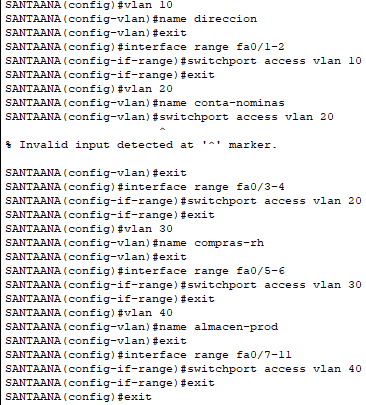 SANTAANA(config)#vlan 10
SANTAANA(config-vlan)#name direccion
SANTAANA(config-vlan)#exit
SANTAANA(config)#interface range fa0/1-2
SANTAANA(config-if-range)#switchport access vlan 10
SANTAANA(config-if-range)#exit
SANTAANA(config)#vlan 20
SANTAANA(config-vlan)#name conta-nominas
SANTAANA(config-vlan)#switchport access vlan 20
^
% Invalid input detected at '^' marker.
SANTAANA(config-vlan)#exit
SANTAANA(config)#interface range fa0/3-4
SANTAANA(config-if-range)#switchport access vlan 20
SANTAANA(config-if-range)#exit
SANTAANA(config)#vlan 30
SANTAANA(config-vlan)#name compras-rh
SANTAANA(config-vlan)#exit
SANTAANA(config)#interface range fa0/5-6
SANTAANA(config-if-range)#switchport access vlan 30
SANTAANA(config-if-range)#exit
SANTAANA(config)#vlan 40
SANTAANA(config-vlan)#name almacen-prod
SANTAANA(config-vlan)#exit
SANTAANA(config)#interface range fa0/7-11
SANTAANA(config-if-range)#switchport access vlan 40
SANTAANA(config-if-range)#exit
SANTAANA(config)#exit